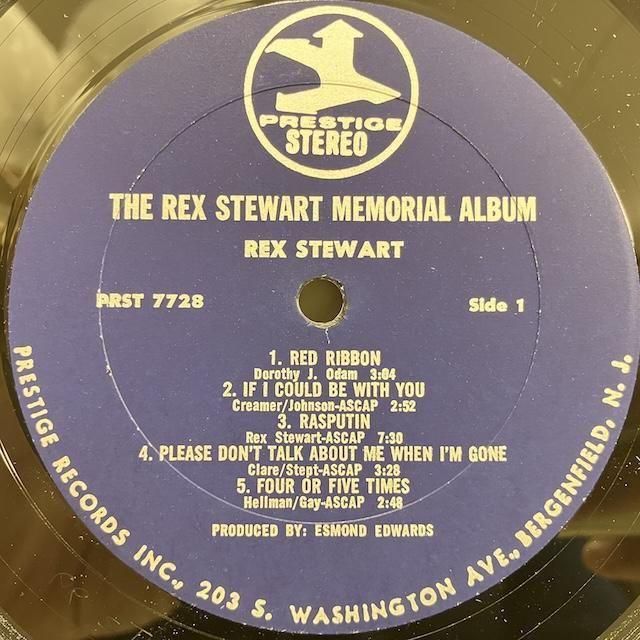 PRESTIGE
STEREO
THE REX STEWART MEMORIAL ALBUM
REX STEWART
PRST 7728
Side 1
1. RED RIBBON
Dorothy J. Odam 3:04
2. IF I COULD BE WITH YOU
Creamer/Johnson-ASCAP 2:52
3. RASPUTIN
Rex Stewart-ASCAP 7:30
4. PLEASE DON'T TALK ABOUT ME WHEN I'M GONE
Clare/Stept-ASCAP 3:28
5. FOUR OR FIVE TIMES
Hellman/Gay-ASCAP 2:48
PRODUCED BY: ESMOND EDWARDS
PRESTIGE RECORDS INC., 203 S. WASHINGTON AVE., BERGENFIELD, N. J.